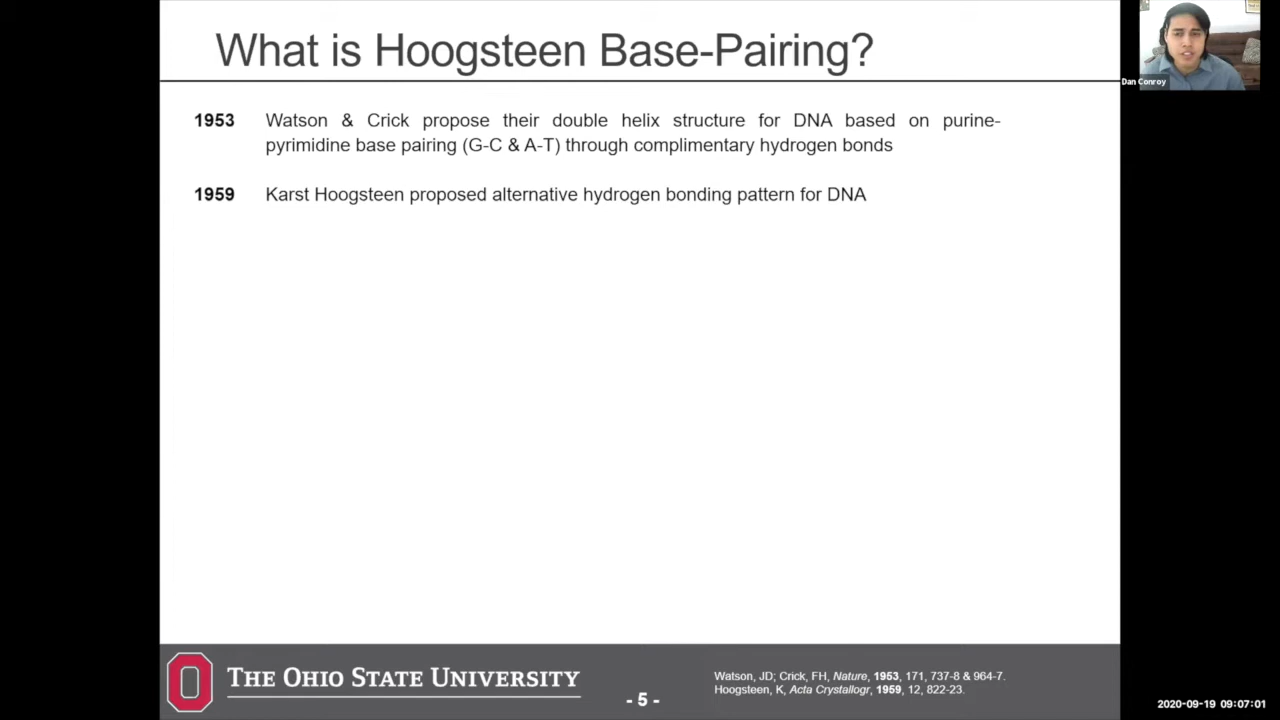 What is Hoogsteen Base-Pairing?
Dan Conroy
1953 Watson & Crick propose their double helix structure for DNA based on purine-
pyrimidine base pairing (G-C & A-T) through complimentary hydrogen bonds
1959 Karst Hoogsteen proposed alternative hydrogen bonding pattern for DNA
THE OHIO STATE UNIVERSITY
- 5 -
Watson, JD; Crick, FH, Nature, 1953, 171, 737-8 & 964-7.
Hoogsteen, K, Acta Crystallogr, 1959, 12, 822-23.
2020-09-19 09:07:01